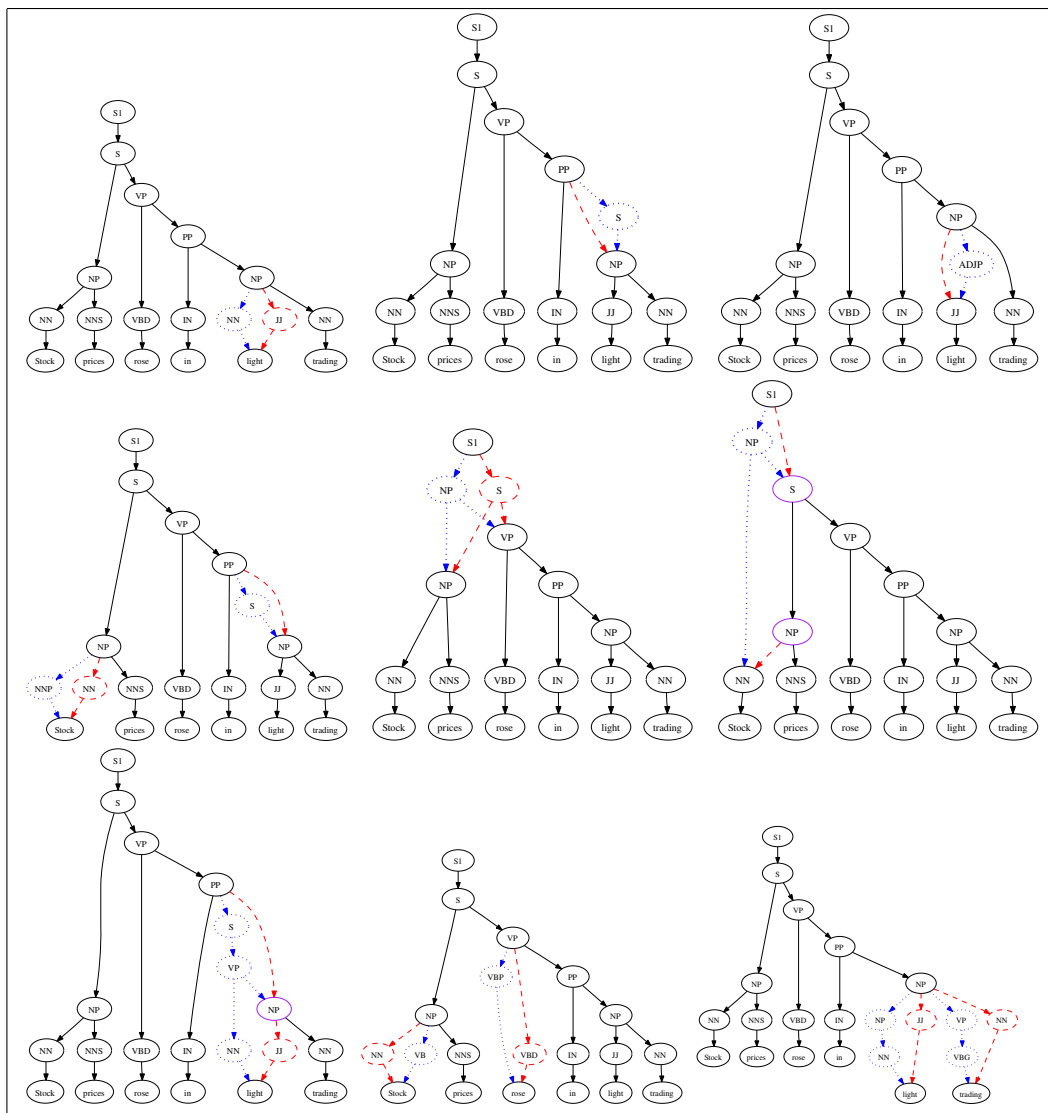 S1
S
VP
PP
NP NP
NN NNS VBD IN NN JJ NN
Stock prices rose in light trading
S1
S
VP
PP
S
NP NP
NN NNS VBD IN JJ NN
Stock prices rose in light trading
S1
S
VP
PP
NP
NP ADJP
NN NNS VBD IN JJ NN
Stock prices rose in light trading
S1
S
VP
PP
S
NP NP
NNP NN NNS VBD IN JJ NN
Stock prices rose in light trading
S1
NP S
VP
NP PP
NP
NN NNS VBD IN JJ NN
Stock prices rose in light trading
S1
NP
S
VP
PP
NP NP
NN NNS VBD IN JJ NN
Stock prices rose in light trading
S1
S
VP
PP
S
VP
NP NP
NN NNS VBD IN NN JJ NN
Stock prices rose in light trading
S1
S
VP
VBP PP
NP NP
NN VB NNS VBD IN JJ NN
Stock prices rose in light trading
S1
S
VP
PP
NP NP
NN NNS VBD IN NP JJ VP NN
Stock prices rose in NN VBG
light trading